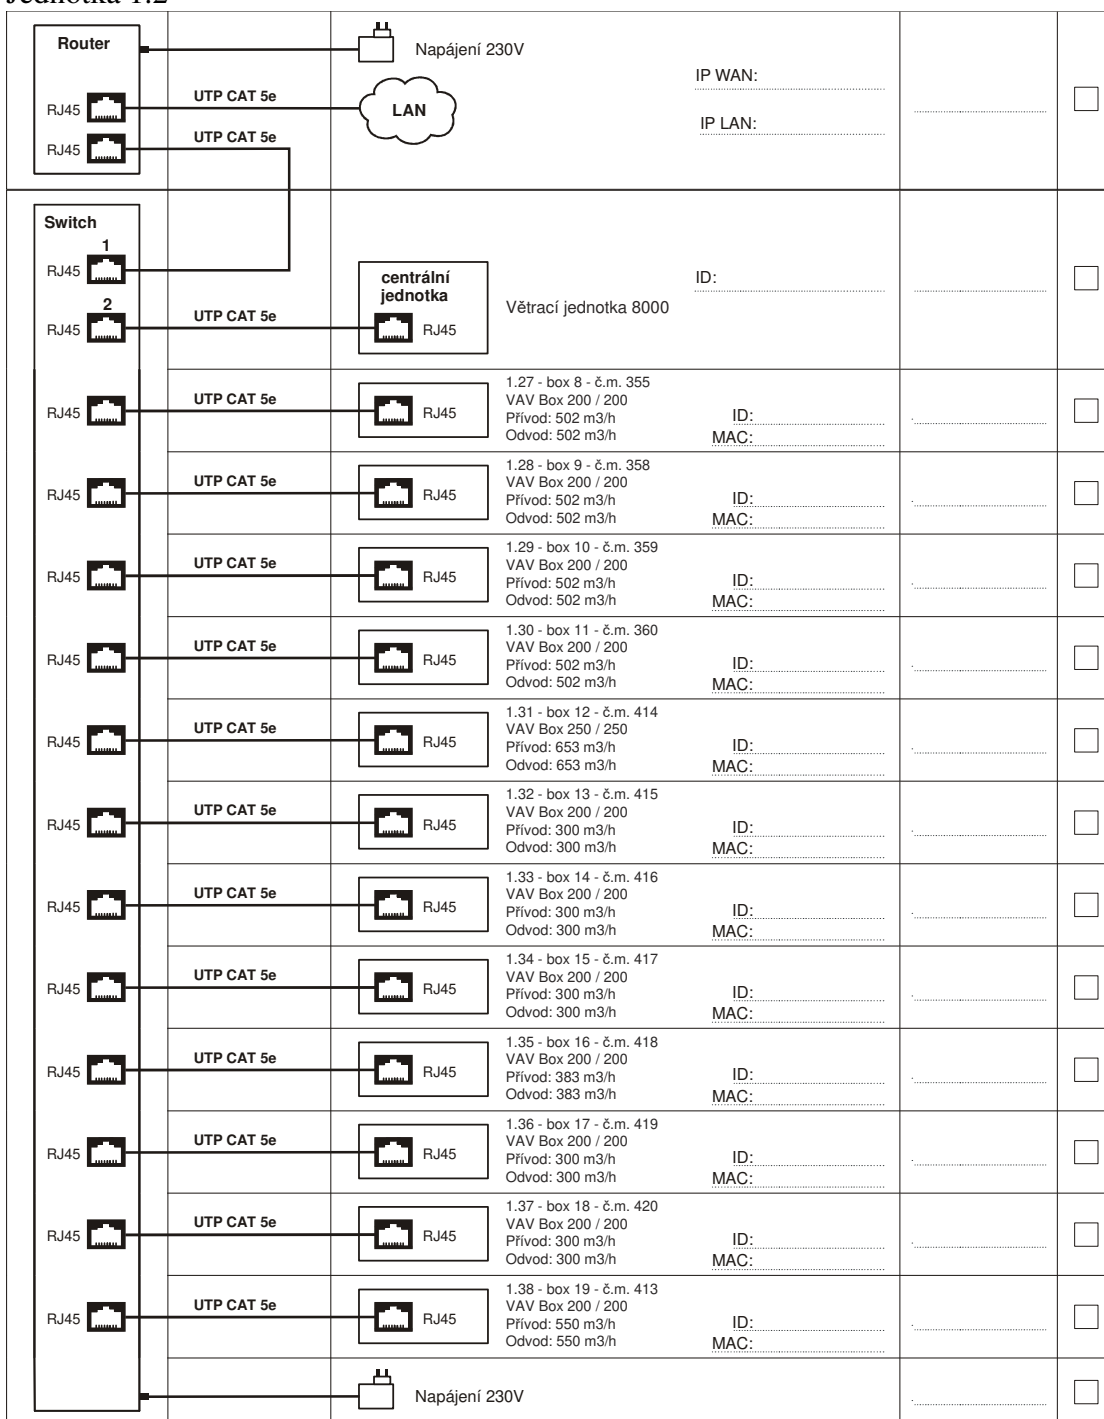 Jednotka 1.2
Router
Napájení 230V
IP WAN:
UTP CAT 5e
RJ45
LAN
IP LAN:
UTP CAT 5e
RJ45
Switch
1
RJ45
centrální
jednotka
ID:
2
Větrací jednotka 8000
UTP CAT 5e
RJ45
RJ45
1.27 - box 8 - č.m. 355
UTP CAT 5e
VAV Box 200 / 200
RJ45
RJ45
Přívod: 502 m3/h
ID:
Odvod: 502 m3/h
MAC:
1.28 - box 9 - č.m. 358
UTP CAT 5e
VAV Box 200 / 200
RJ45
RJ45
Přívod: 502 m3/h
ID:
Odvod: 502 m3/h
MAC:
1.29 - box 10 - č.m. 359
UTP CAT 5e
VAV Box 200 / 200
RJ45
RJ45
Přívod: 502 m3/h
ID:
Odvod: 502 m3/h
MAC:
1.30 - box 11 - č.m. 360
UTP CAT 5e
VAV Box 200 / 200
RJ45
RJ45
Přívod: 502 m3/h
ID:
Odvod: 502 m3/h
MAC:
1.31 - box 12 - č.m. 414
UTP CAT 5e
VAV Box 250 / 250
RJ45
RJ45
Přívod: 653 m3/h
ID:
Odvod: 653 m3/h
MAC:
1.32 - box 13 - č.m. 415
UTP CAT 5e
VAV Box 200 / 200
RJ45
RJ45
Přívod: 300 m3/h
ID:
Odvod: 300 m3/h
MAC:
1.33 - box 14 - č.m. 416
UTP CAT 5e
VAV Box 200 / 200
RJ45
RJ45
Přívod: 300 m3/h
ID:
Odvod: 300 m3/h
MAC:
1.34 - box 15 - č.m. 417
UTP CAT 5e
VAV Box 200 / 200
RJ45
RJ45
Přívod: 300 m3/h
ID:
Odvod: 300 m3/h
MAC:
1.35 - box 16 - č.m. 418
UTP CAT 5e
VAV Box 200 / 200
RJ45
RJ45
Přívod: 383 m3/h
ID:
Odvod: 383 m3/h
MAC:
1.36 - box 17 - č.m. 419
UTP CAT 5e
VAV Box 200 / 200
RJ45
RJ45
Přívod: 300 m3/h
ID:
Odvod: 300 m3/h
MAC:
1.37 - box 18 - č.m. 420
UTP CAT 5e
VAV Box 200 / 200
RJ45
RJ45
Přívod: 300 m3/h
ID:
Odvod: 300 m3/h
MAC:
1.38 - box 19 - č.m. 413
UTP CAT 5e
VAV Box 200 / 200
RJ45
RJ45
Přívod: 550 m3/h
ID:
Odvod: 550 m3/h
MAC:
Napájení 230V